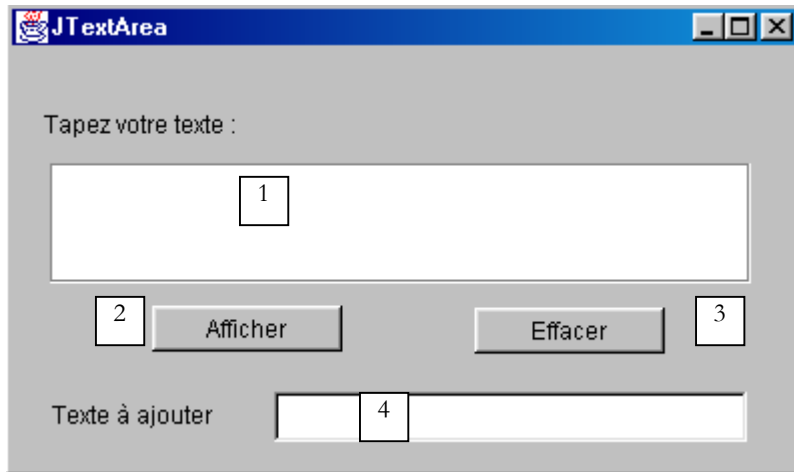 JTextArea
Tapez votre texte :
1
2 Afficher Effacer 3
Texte à ajouter 4